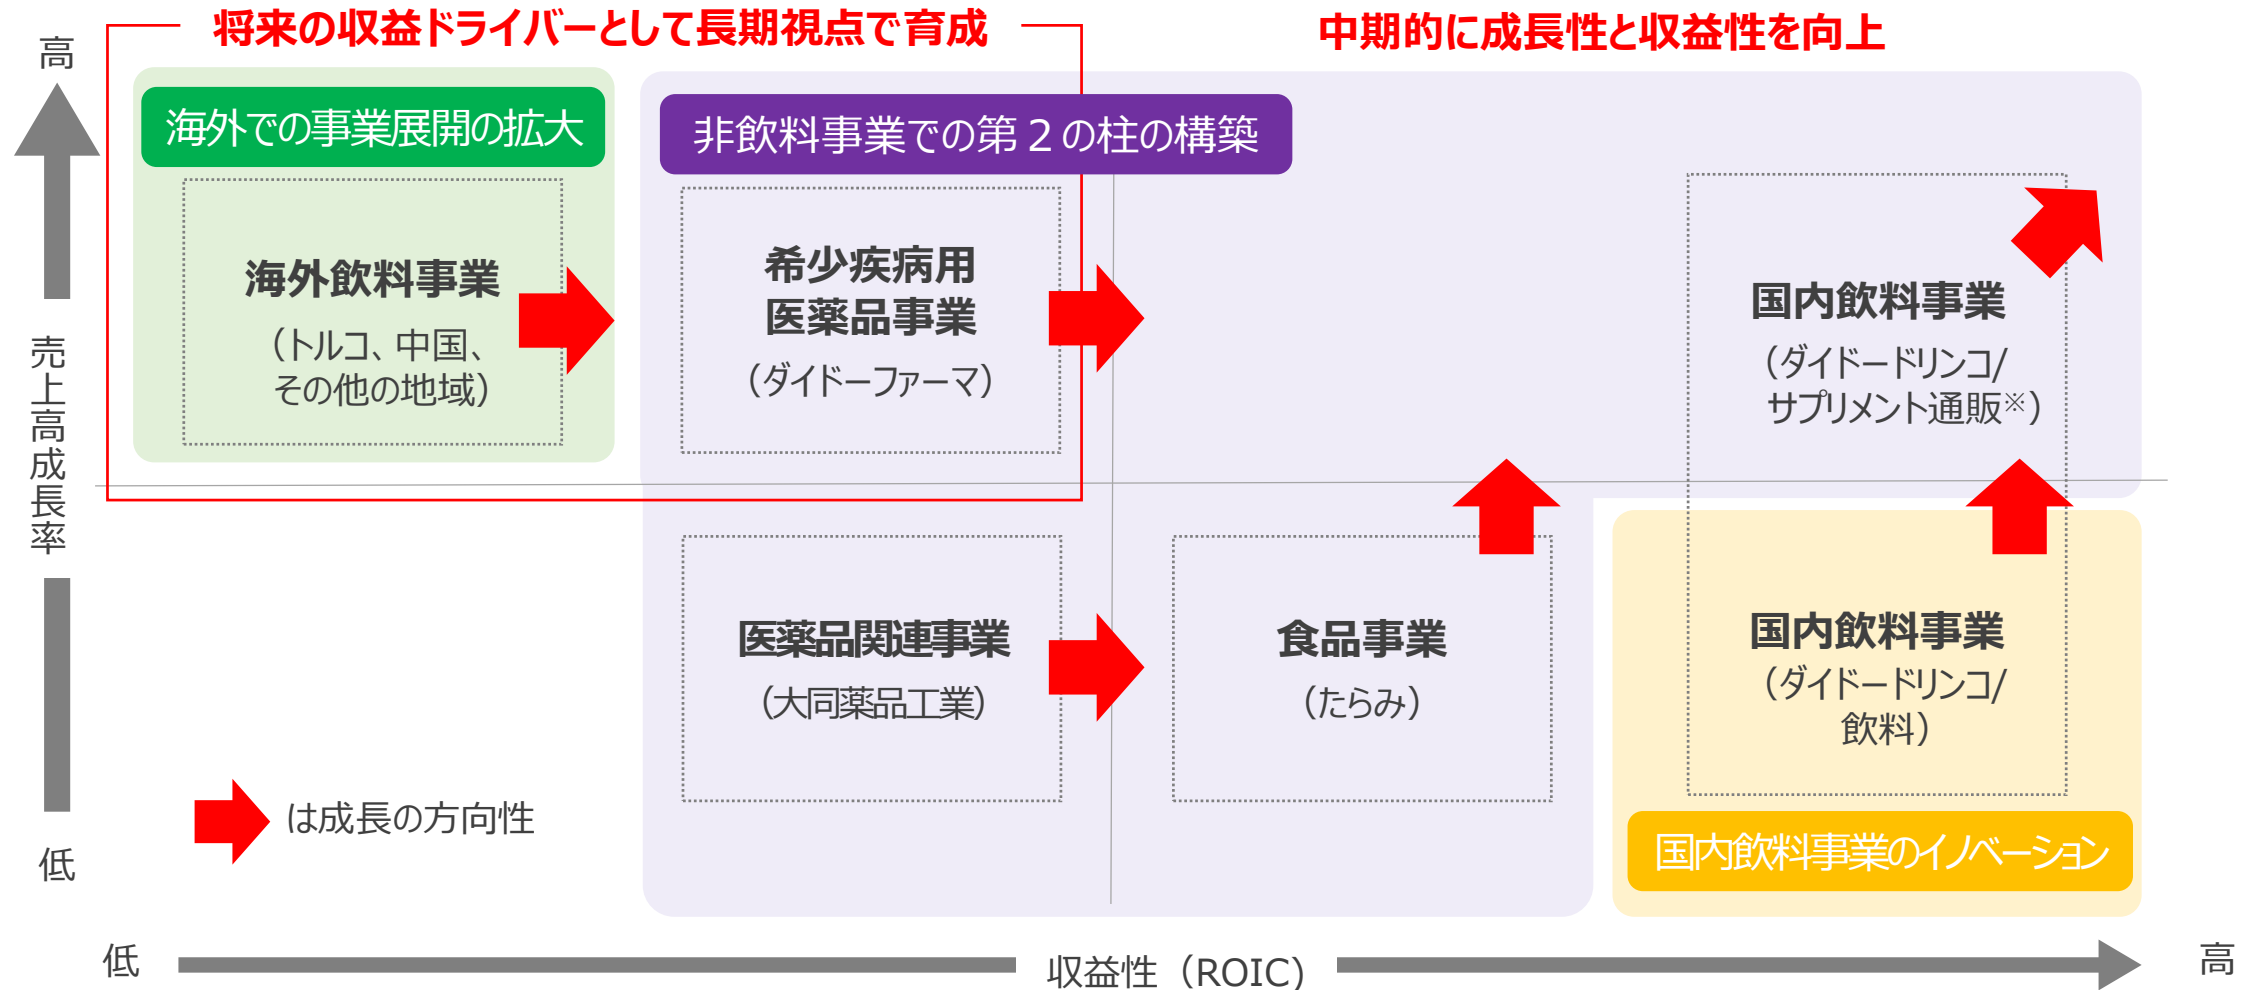 将来の収益ドライバーとして長期視点で育成
中期的に成長性と収益性を向上
高
売上高成長率
低
海外での事業展開の拡大
海外飲料事業
（トルコ、中国、
その他の地域）
非飲料事業での第２の柱の構築
希少疾病用
医薬品事業
（ダイドーファーマ）
国内飲料事業
（ダイドードリンコ/
サプリメント通販※）
医薬品関連事業
（大同薬品工業）
食品事業
（たらみ）
国内飲料事業
（ダイドードリンコ/
飲料）
国内飲料事業のイノベーション
は成長の方向性
低
収益性（ROIC）
高